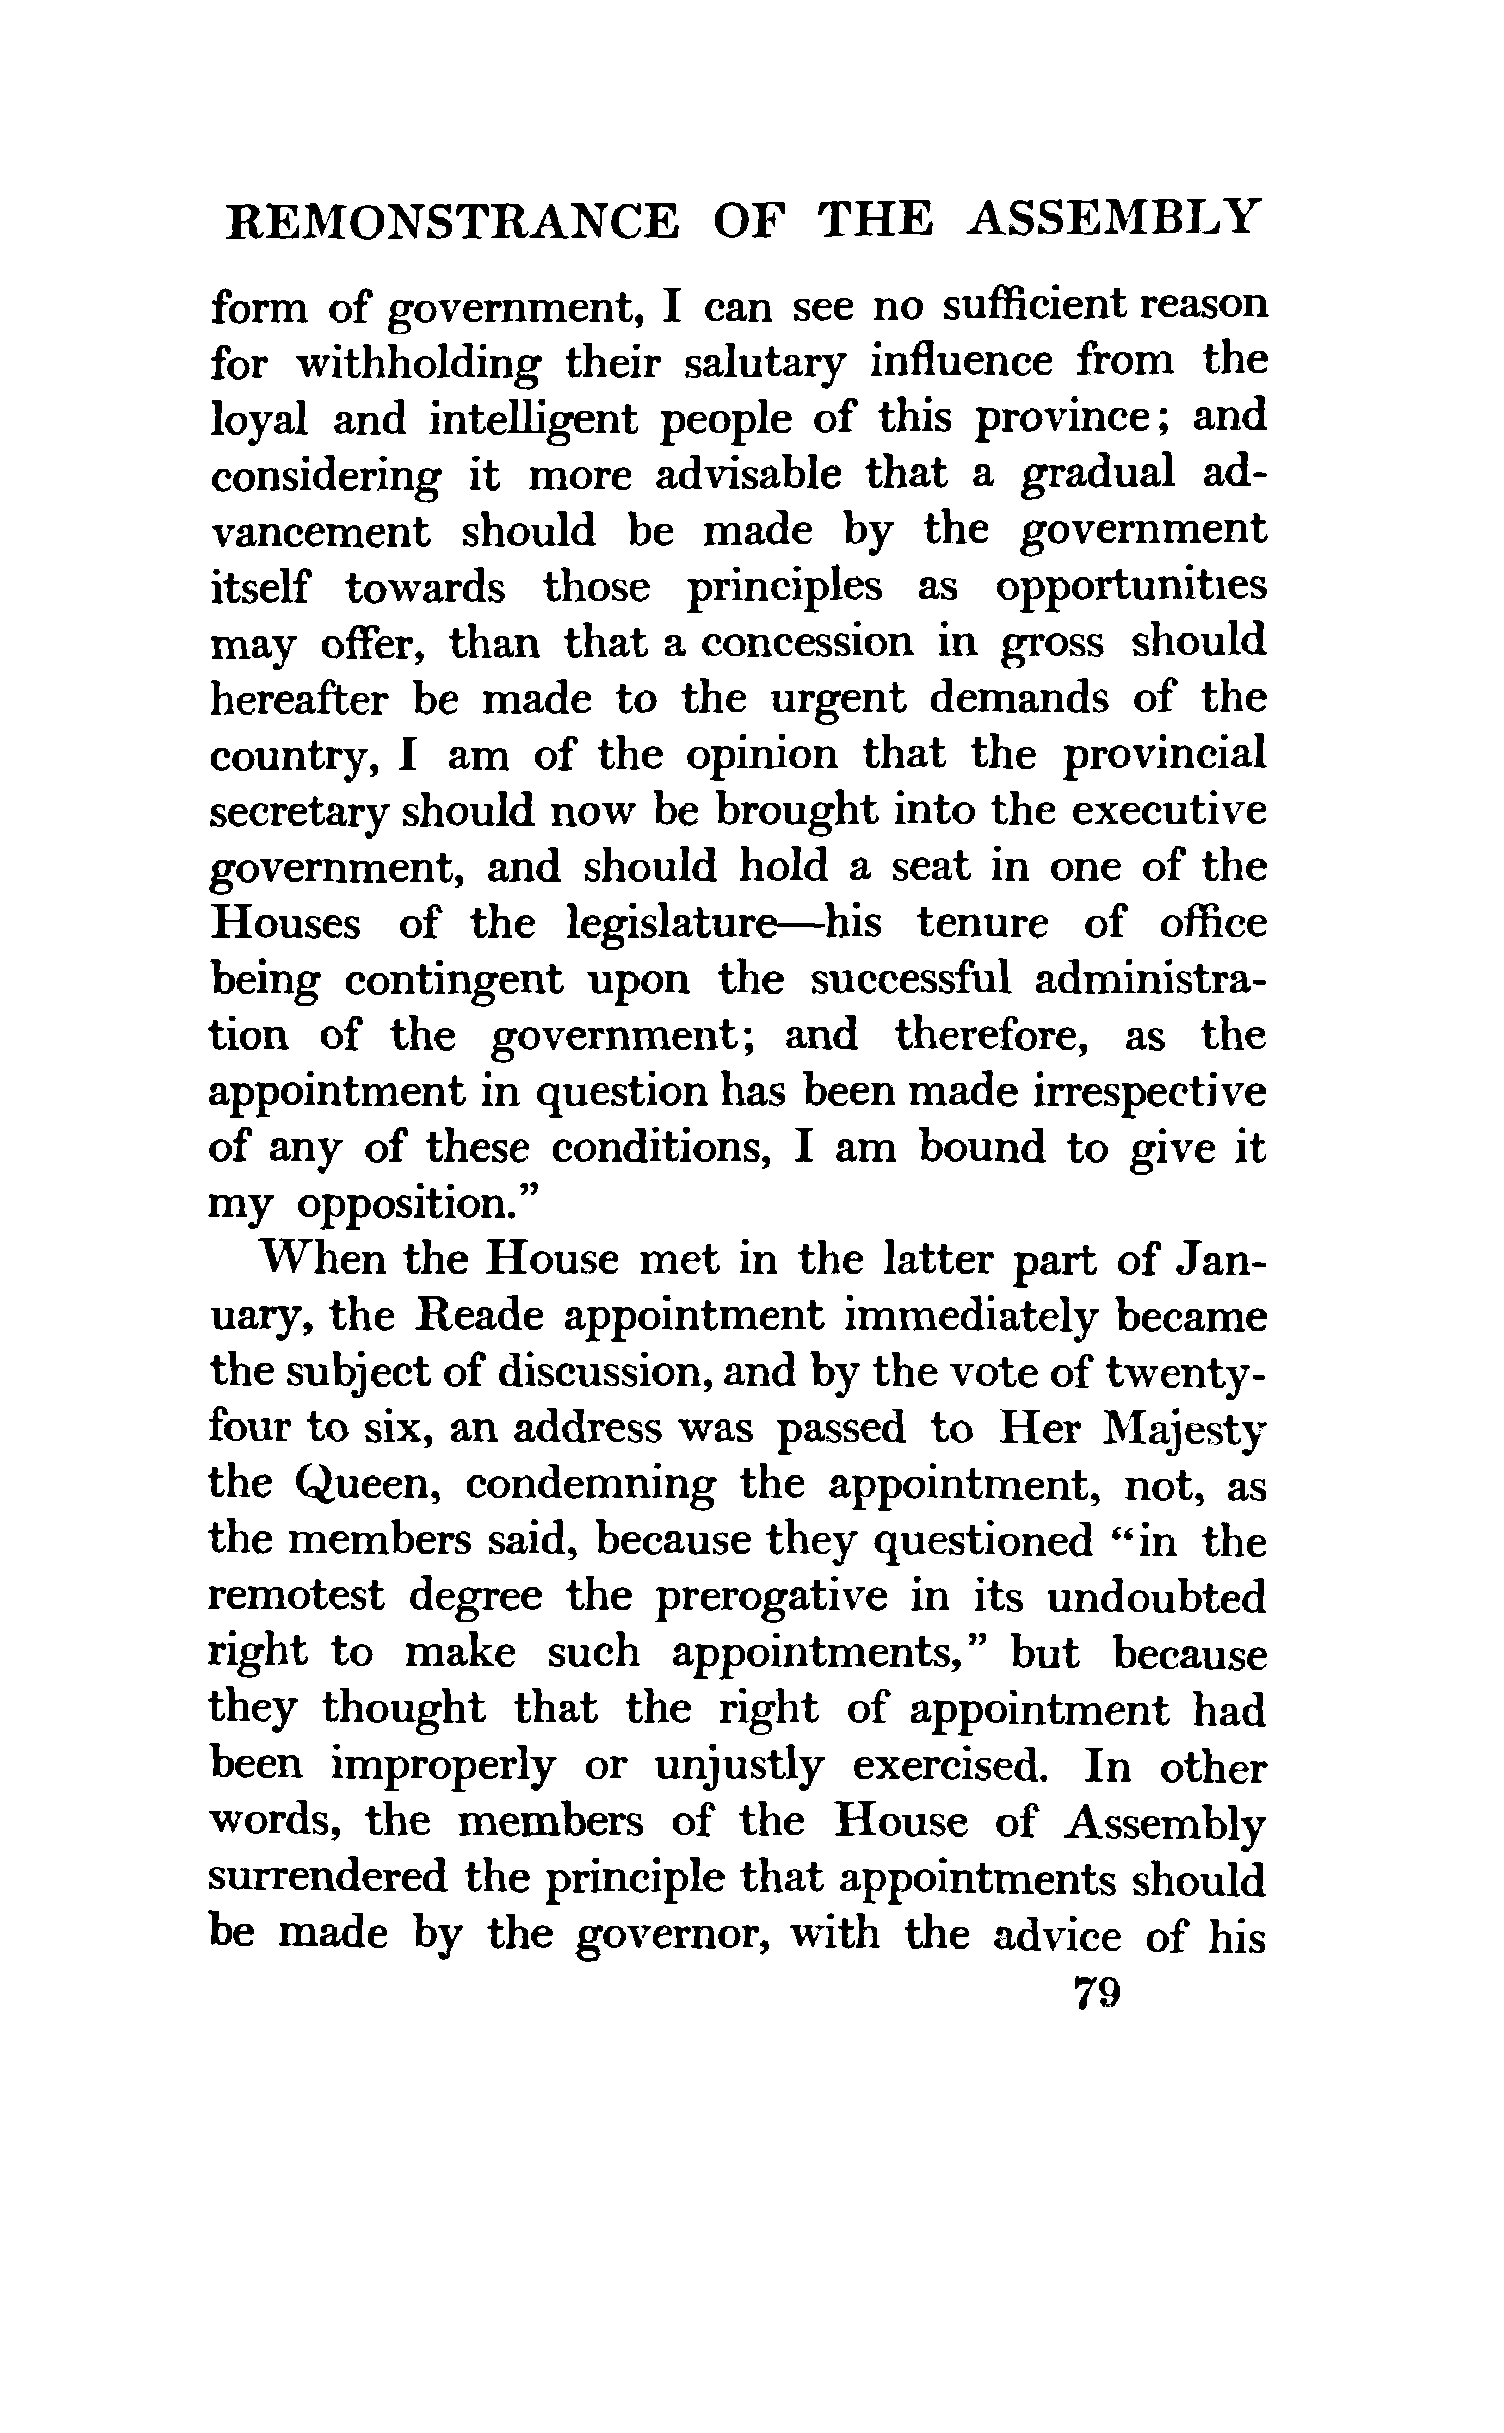 REMONSTRANCE OF THE ASSEMBLY
form of government, I can see no sufficient reason
for withholding their salutary influence from the
loyal and intelligent people of this province; and
considering it more advisable that a gradual ad-
vancement should be made by the government
itself towards those principles as opportunities
may offer, than that a concession in gross should
hereafter be made to the urgent demands of the
country, I am of the opinion that the provincial
secretary should now be brought into the executive
government, and should hold a seat in one of the
Houses of the legislature—his tenure of office
being contingent upon the successful administra-
tion of the government; and therefore, as the
appointment in question has been made irrespective
of any of these conditions, I am bound to give it
my opposition.”
When the House met in the latter part of Jan-
uary, the Reade appointment immediately became
the subject of discussion, and by the vote of twenty-
four to six, an address was passed to Her Majesty
the Queen, condemning the appointment, not, as
the members said, because they questioned “in the
remotest degree the prerogative in its undoubted
right to make such appointments,” but because
they thought that the right of appointment had
been improperly or unjustly exercised. In other
words, the members of the House of Assembly
surrendered the principle that appointments should
be made by the governor, with the advice of his
79